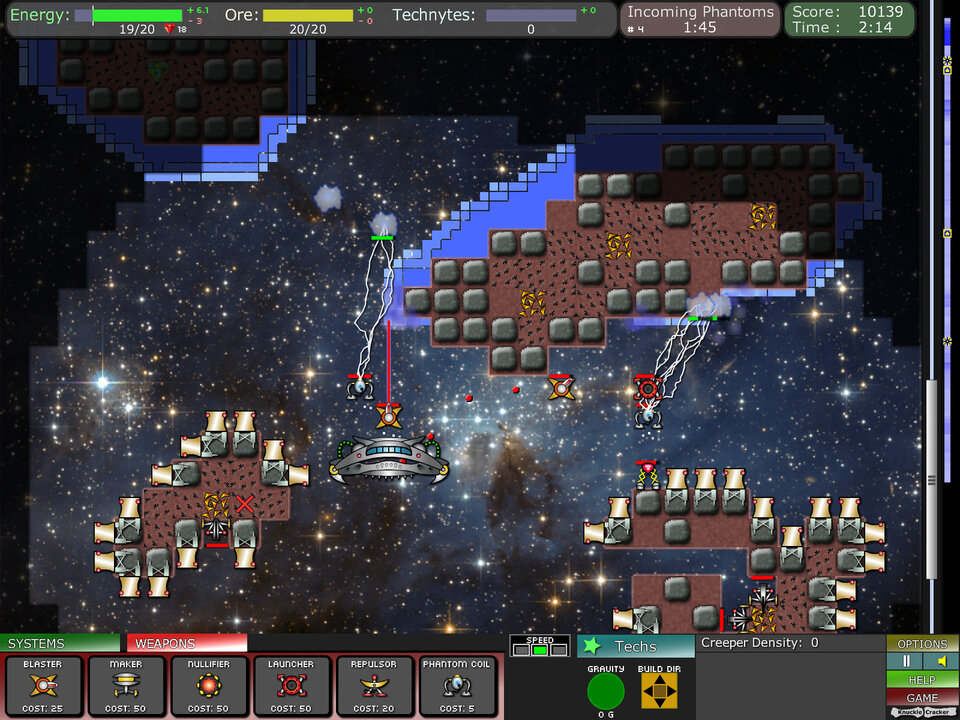 Energy: + 6.1 Ore: + 0 Technytes: + 0 Incoming Phantoms Score: 10139
- 3 - 0
19/20 18 20/20 0 # 4 1:45 Time : 2:14
SYSTEMS WEAPONS SPEED Techs Creeper Density: 0 OPTIONS
BLASTER MAKER NULLIFIER LAUNCHER REPULSOR PHANTOM COIL
GRAVITY BUILD DIR
HELP
GAME
COST: 25 COST: 50 COST: 50 COST: 50 COST: 20 COST: 5
0 G
Knuckle Cracker